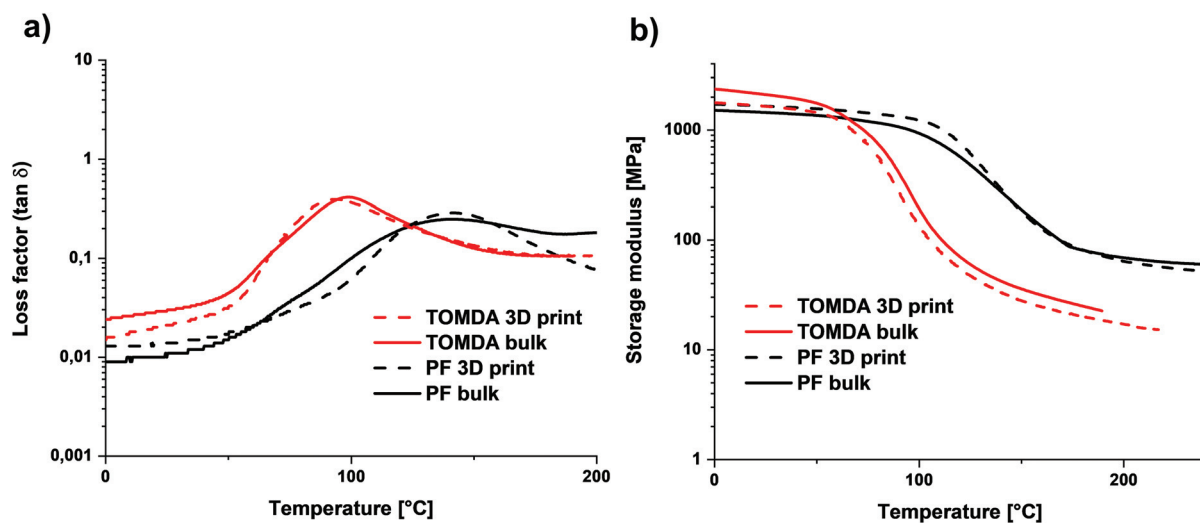 a)
10
1
0,1
0,01
0,001
Loss factor (tan δ)
0
100
200
Temperature [°C]
TOMDA 3D print
TOMDA bulk
PF 3D print
PF bulk
b)
1000
100
10
1
Storage modulus [MPa]
0
100
200
Temperature [°C]
TOMDA 3D print
TOMDA bulk
PF 3D print
PF bulk